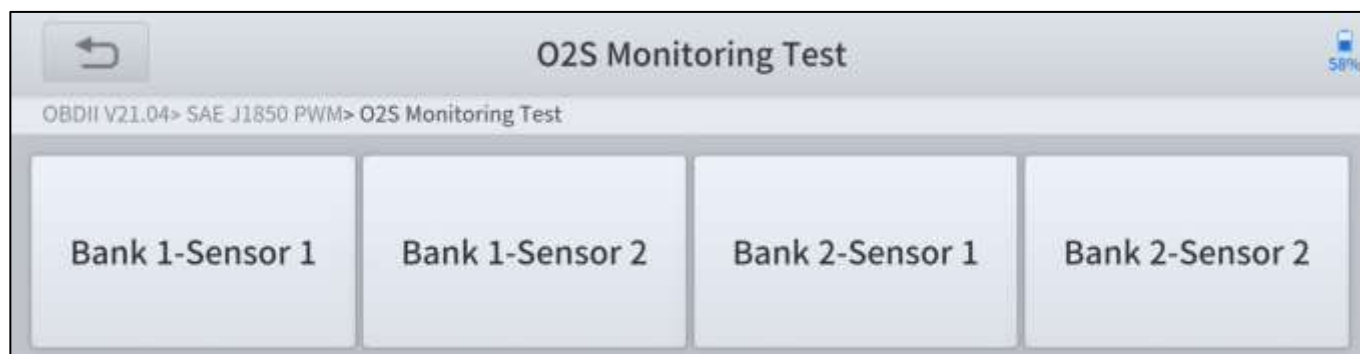 O2S Monitoring Test
58%
OBDII V21.04> SAE J1850 PWM> O2S Monitoring Test
Bank 1-Sensor 1
Bank 1-Sensor 2
Bank 2-Sensor 1
Bank 2-Sensor 2